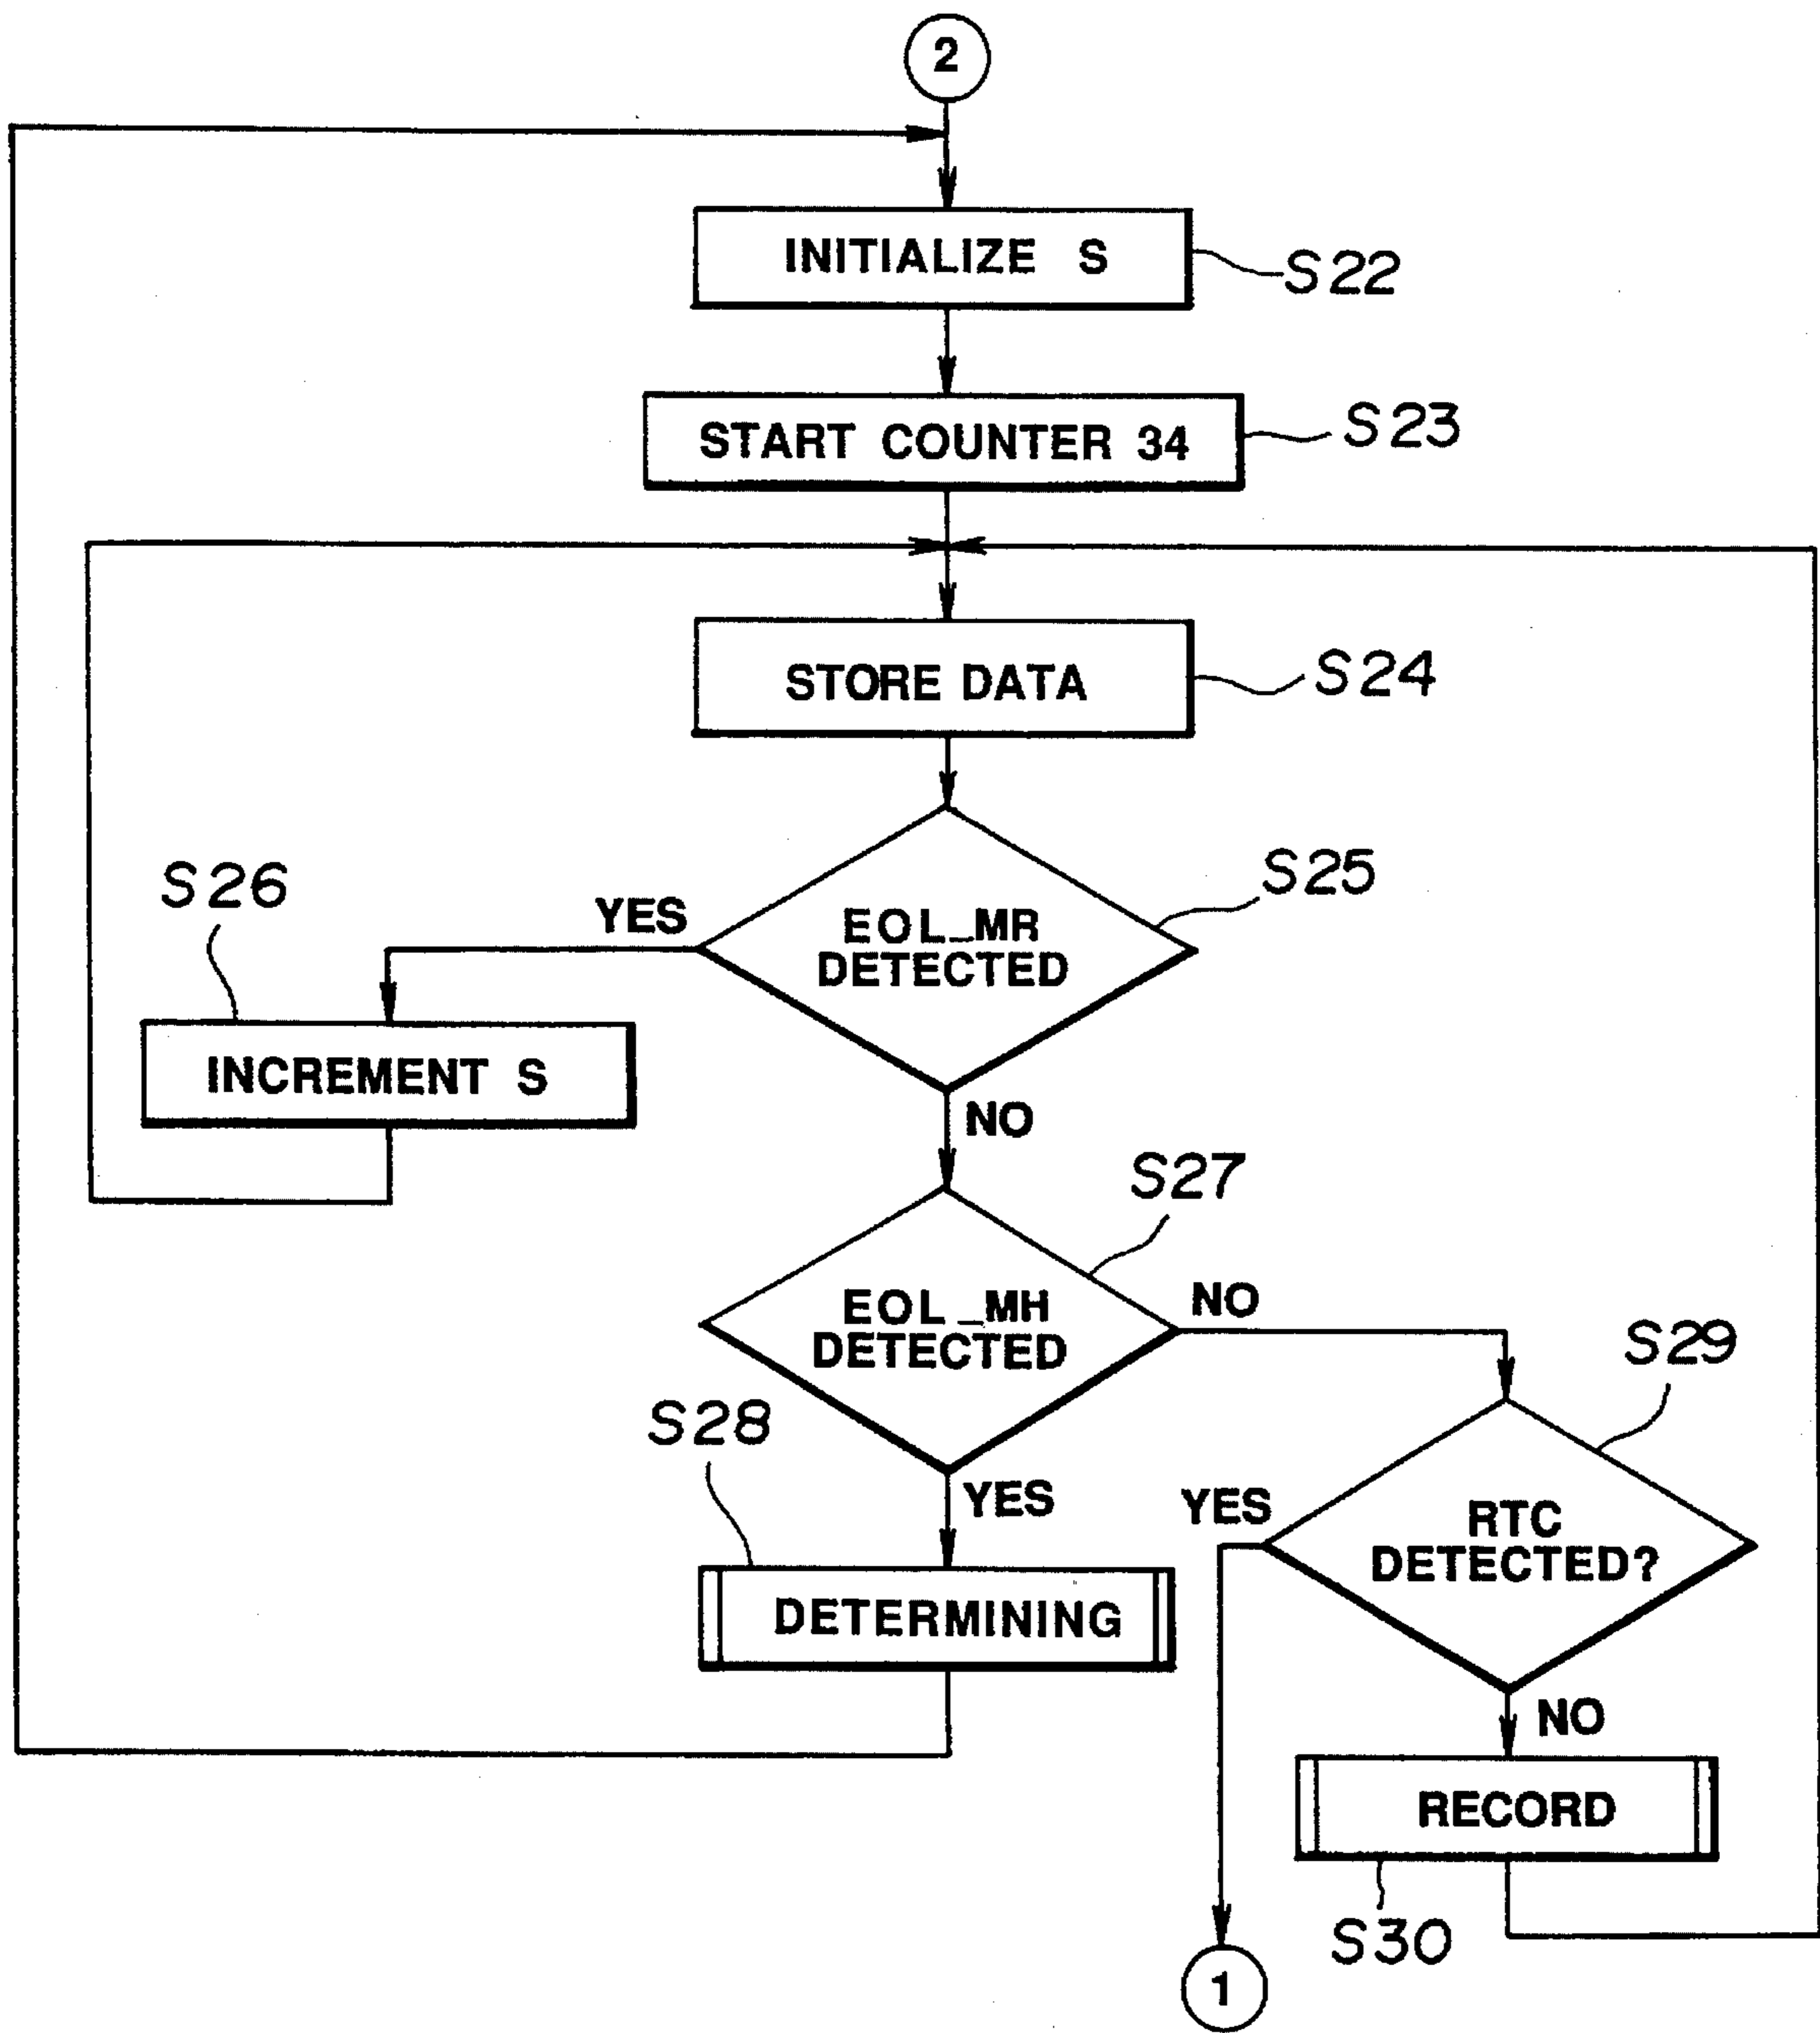 2
INITIALIZE S
S22
START COUNTER 34
S23
STORE DATA
S24
S25
EOL_MR
DETECTED
YES
S26
INCREMENT S
NO
S27
EOL_MH
DETECTED
NO
S29
S28
YES
YES
RTC
DETECTED?
DETERMINING
NO
RECORD
S30
1